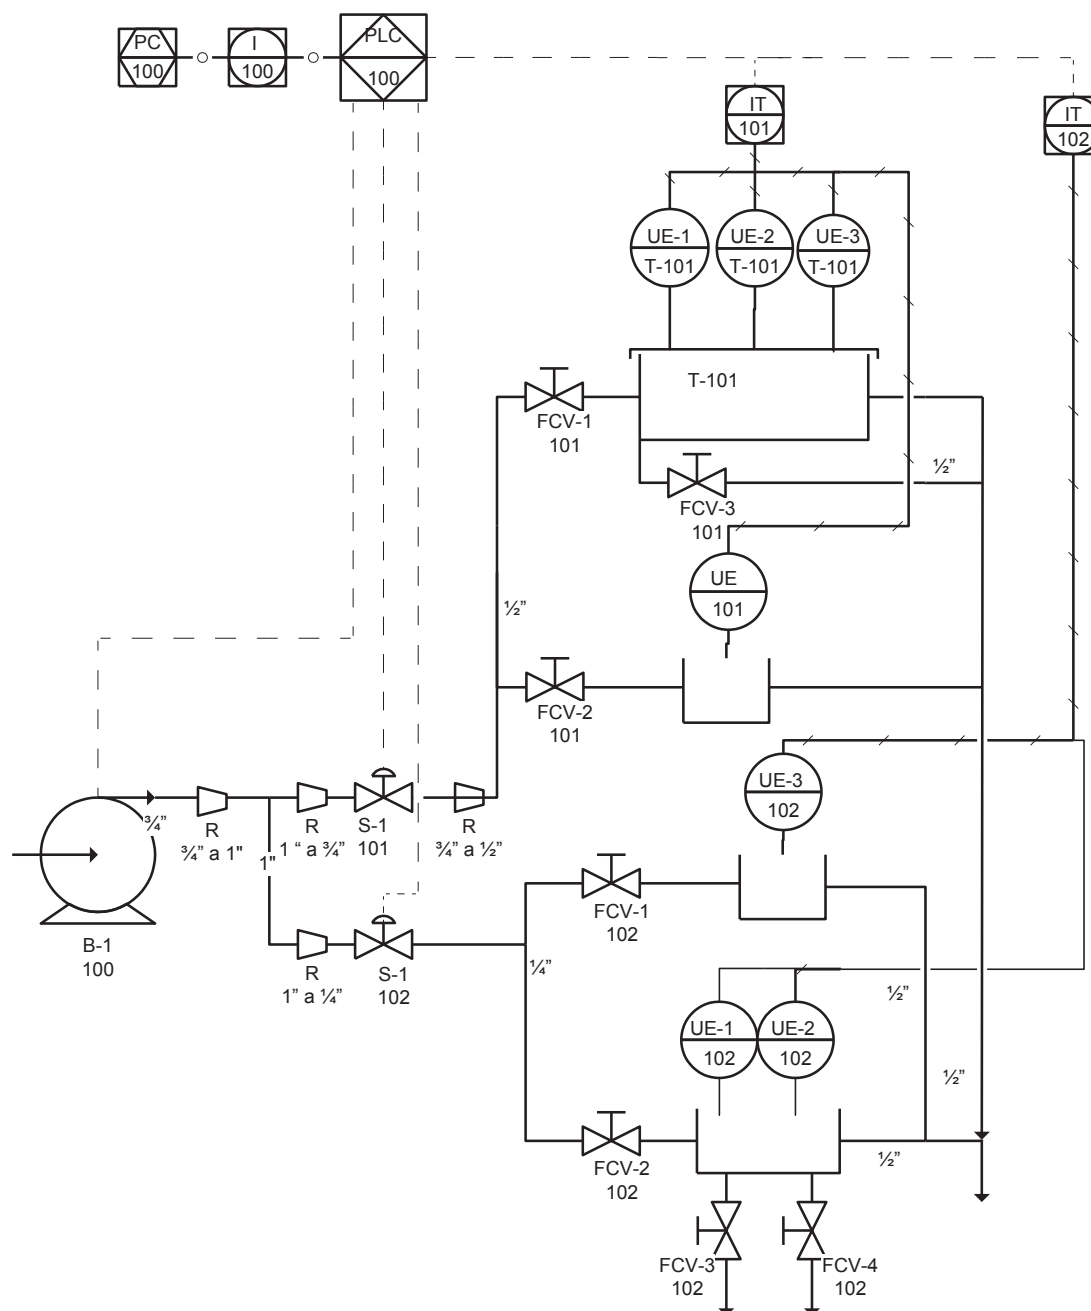 PC
100
I
100
PLC
100
IT
101
IT
102
UE-1
T-101
UE-2
T-101
UE-3
T-101
T-101
FCV-1
101
½”
FCV-3
101
UE
101
½”
FCV-2
101
UE-3
102
¾”
R
¾” a 1"
1"
R
1 “ a ¾”
S-1
101
R
¾” a ½”
B-1
100
R
1” a ¼”
S-1
102
FCV-1
102
¼”
½”
UE-1
102
UE-2
102
½”
FCV-2
102
½”
FCV-3
102
FCV-4
102